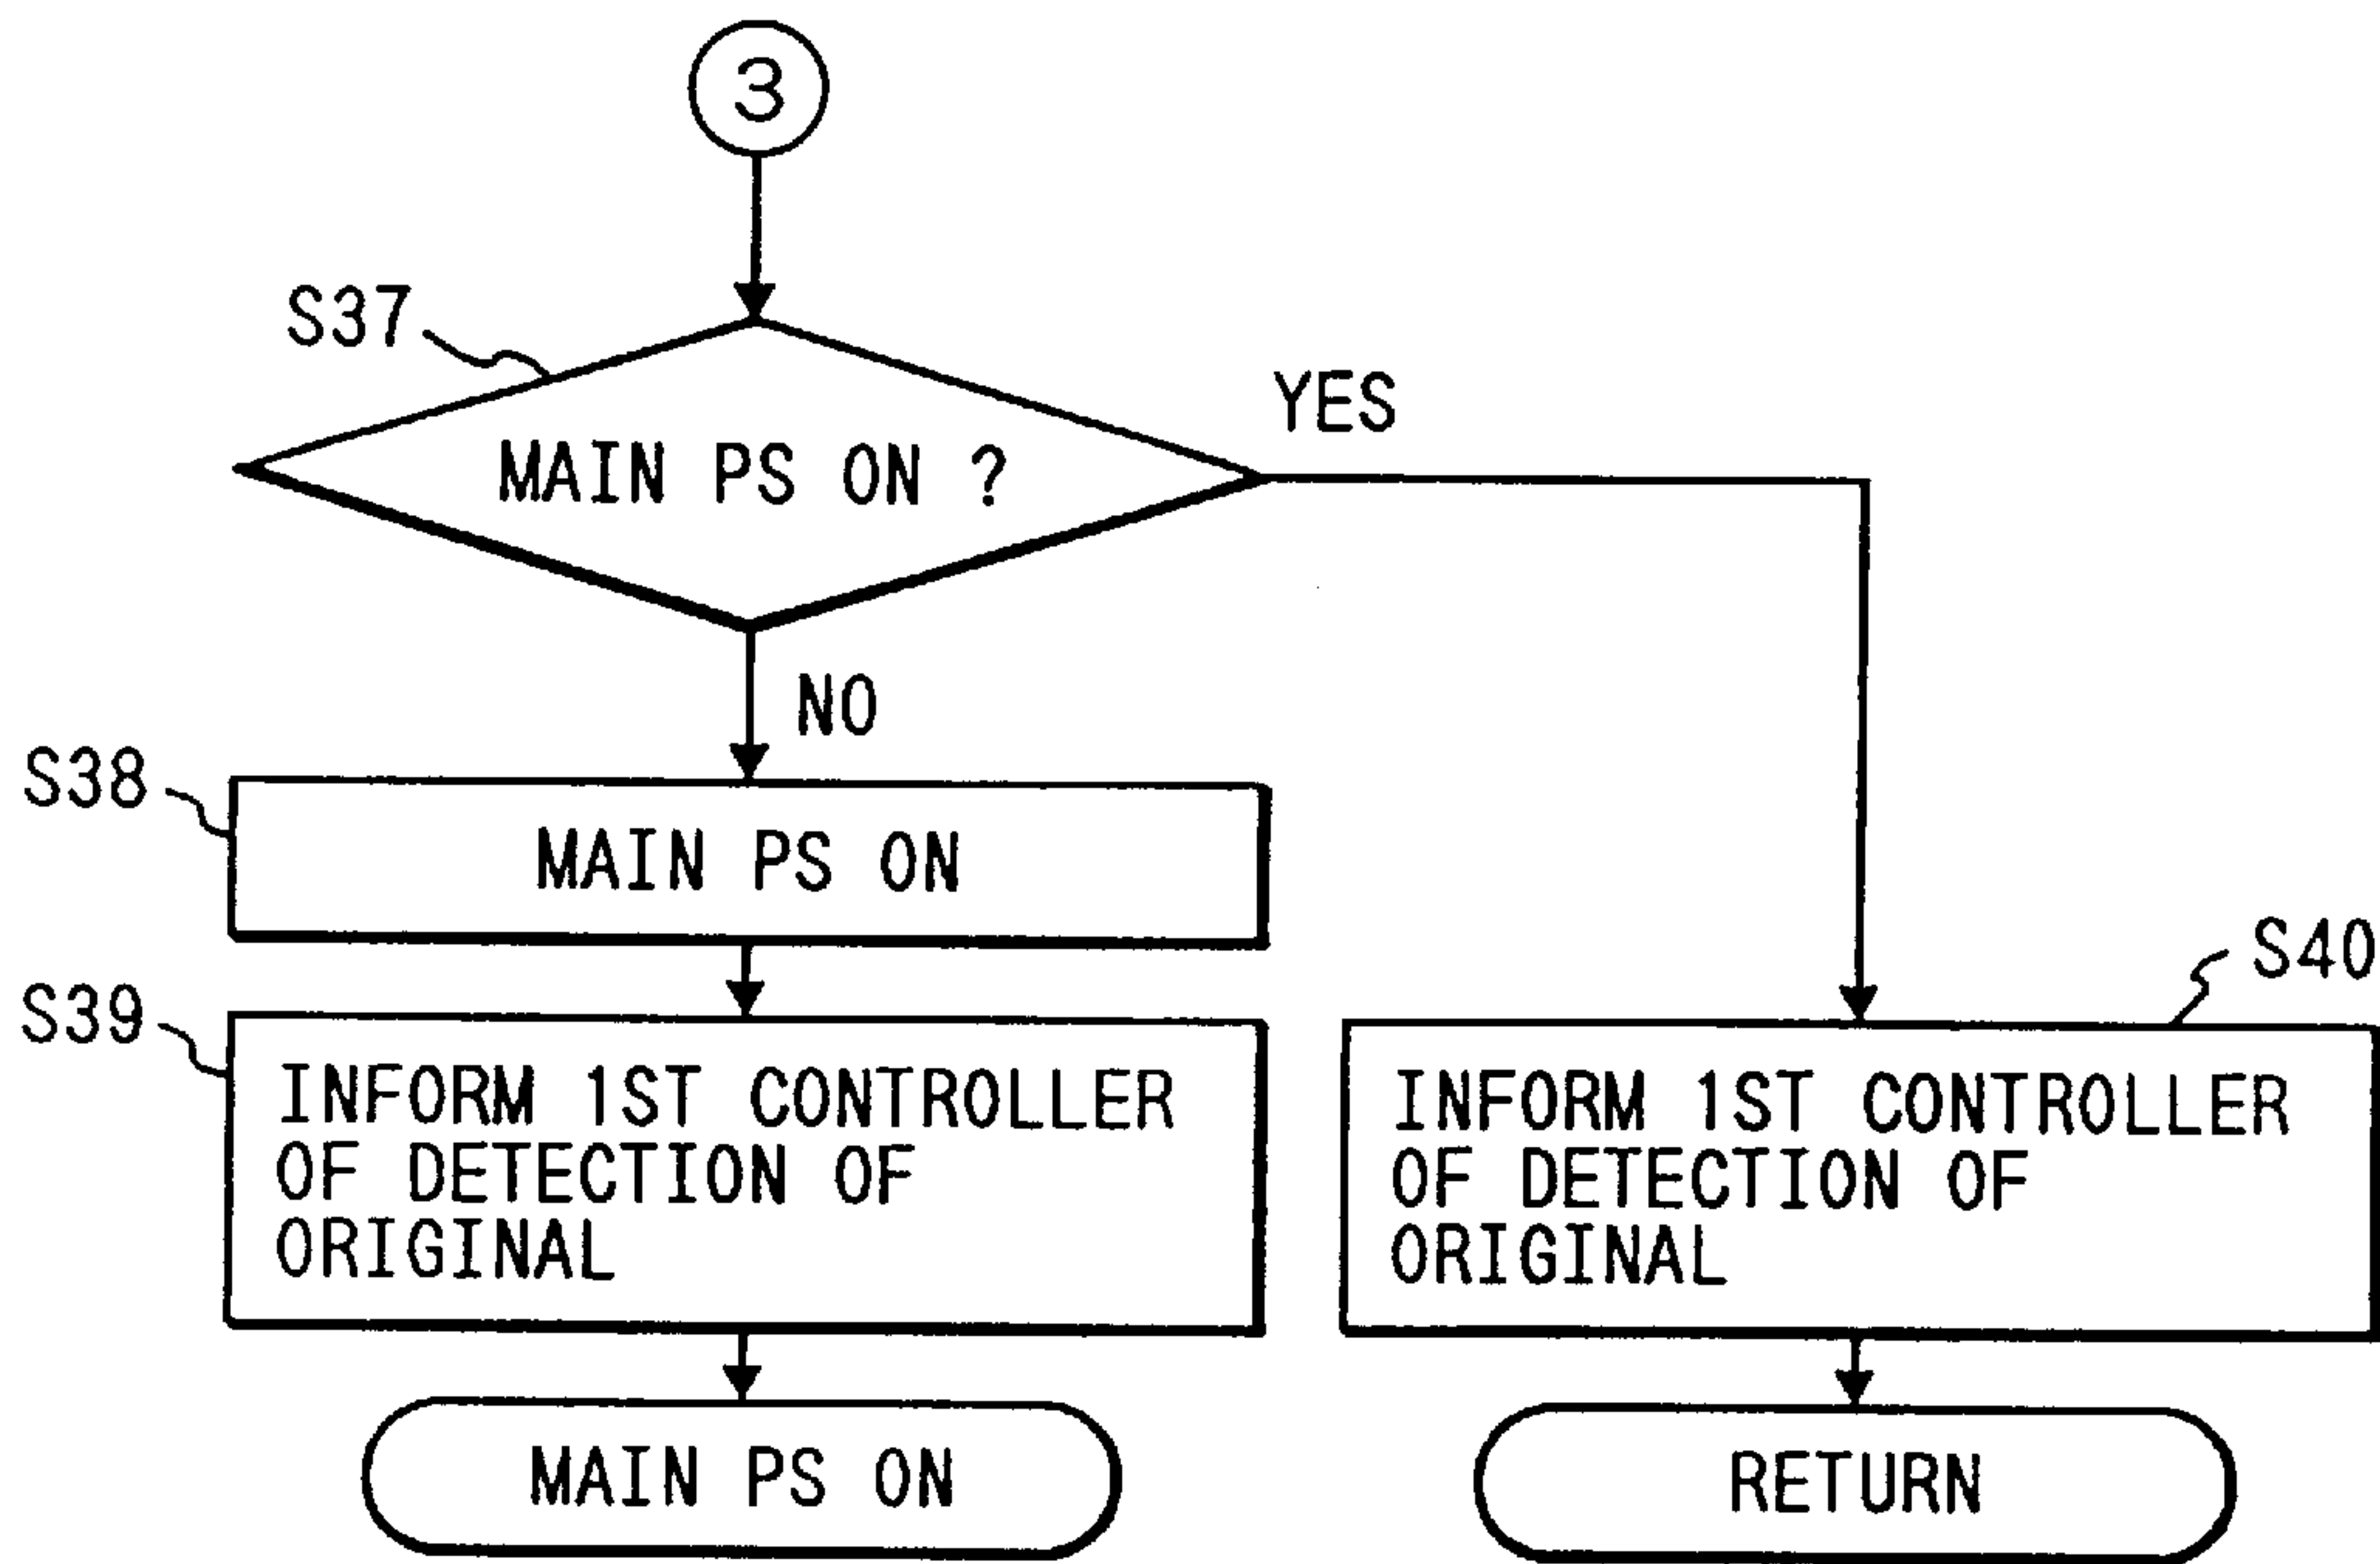 3
S37
MAIN PS ON ?
YES
NO
S38
MAIN PS ON
S39
INFORM 1ST CONTROLLER
OF DETECTION OF
ORIGINAL
S40
INFORM 1ST CONTROLLER
OF DETECTION OF
ORIGINAL
MAIN PS ON
RETURN